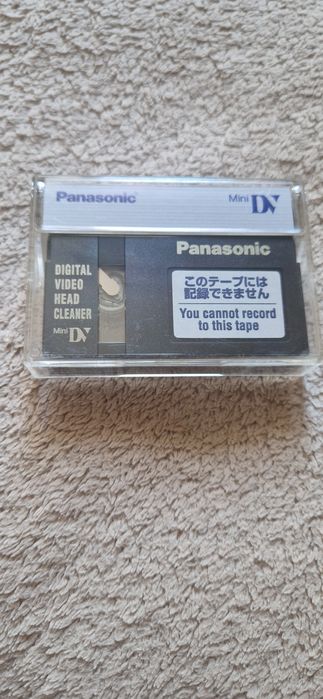 Panasonic Mini DV
Panasonic
DIGITAL
VIDEO
HEAD
CLEANER
Mini DV
このテープには
記録できません
You cannot record
to this tape